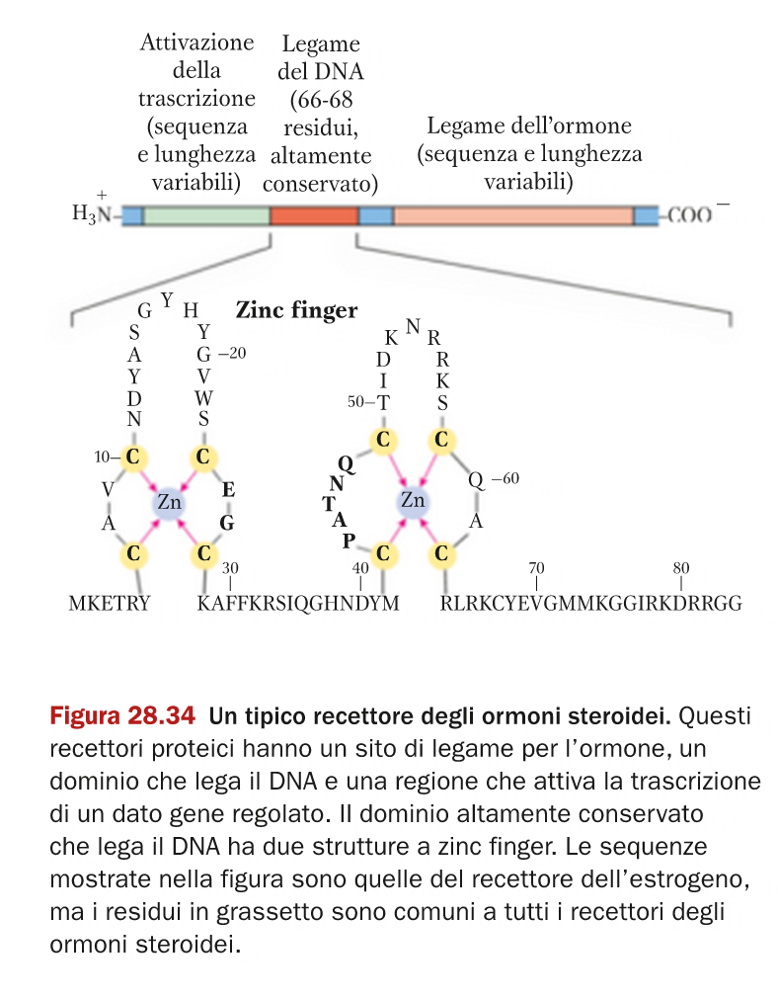 Attivazione
della
trascrizione
(sequenza
e lunghezza
variabili)
Legame
del DNA
(66-68
residui,
altamente
conservato)
Legame dell'ormone
(sequenza e lunghezza
variabili)
H3N+
COO−
Zinc finger
G Y H
S Y
A G –20
Y V
D W
N S
10– C C
V Zn E
A G
C C
K N R
D R
I K
50–T S
C C
Q Q –60
N Zn
T A
A
P
C C
30 40 70 80
MKETRY KAFFKRSIQGHNDYM RLRKCYEVGMMKGGIRKDRRGG
Figura 28.34 Un tipico recettore degli ormoni steroidei. Questi
recettori proteici hanno un sito di legame per l'ormone, un
dominio che lega il DNA e una regione che attiva la trascrizione
di un dato gene regolato. Il dominio altamente conservato
che lega il DNA ha due strutture a zinc finger. Le sequenze
mostrate nella figura sono quelle del recettore dell'estrogeno,
ma i residui in grassetto sono comuni a tutti i recettori degli
ormoni steroidei.